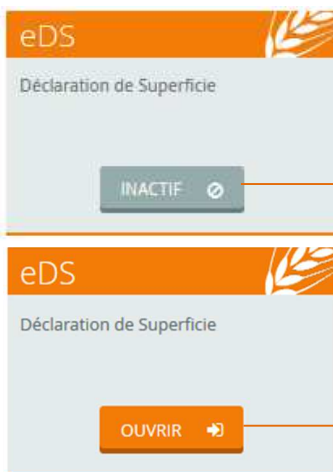 eDS
Déclaration de Superficie
INACTIF
eDS
Déclaration de Superficie
OUVRIR